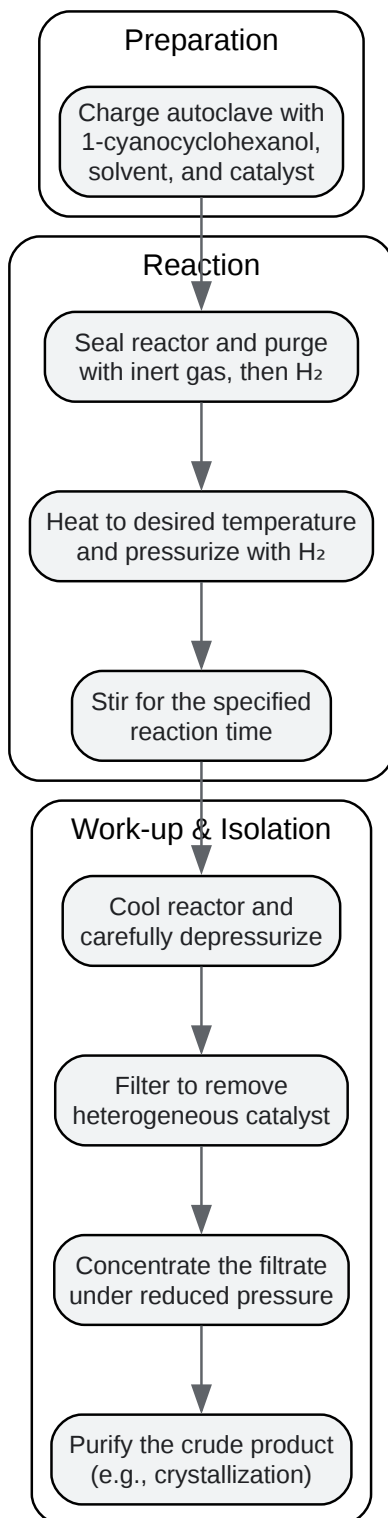 Preparation
Charge autoclave with
1-cyanocyclohexanol,
solvent, and catalyst
Reaction
Seal reactor and purge
with inert gas, then H₂
Heat to desired temperature
and pressurize with H₂
Stir for the specified
reaction time
Work-up & Isolation
Cool reactor and
carefully depressurize
Filter to remove
heterogeneous catalyst
Concentrate the filtrate
under reduced pressure
Purify the crude product
(e.g., crystallization)